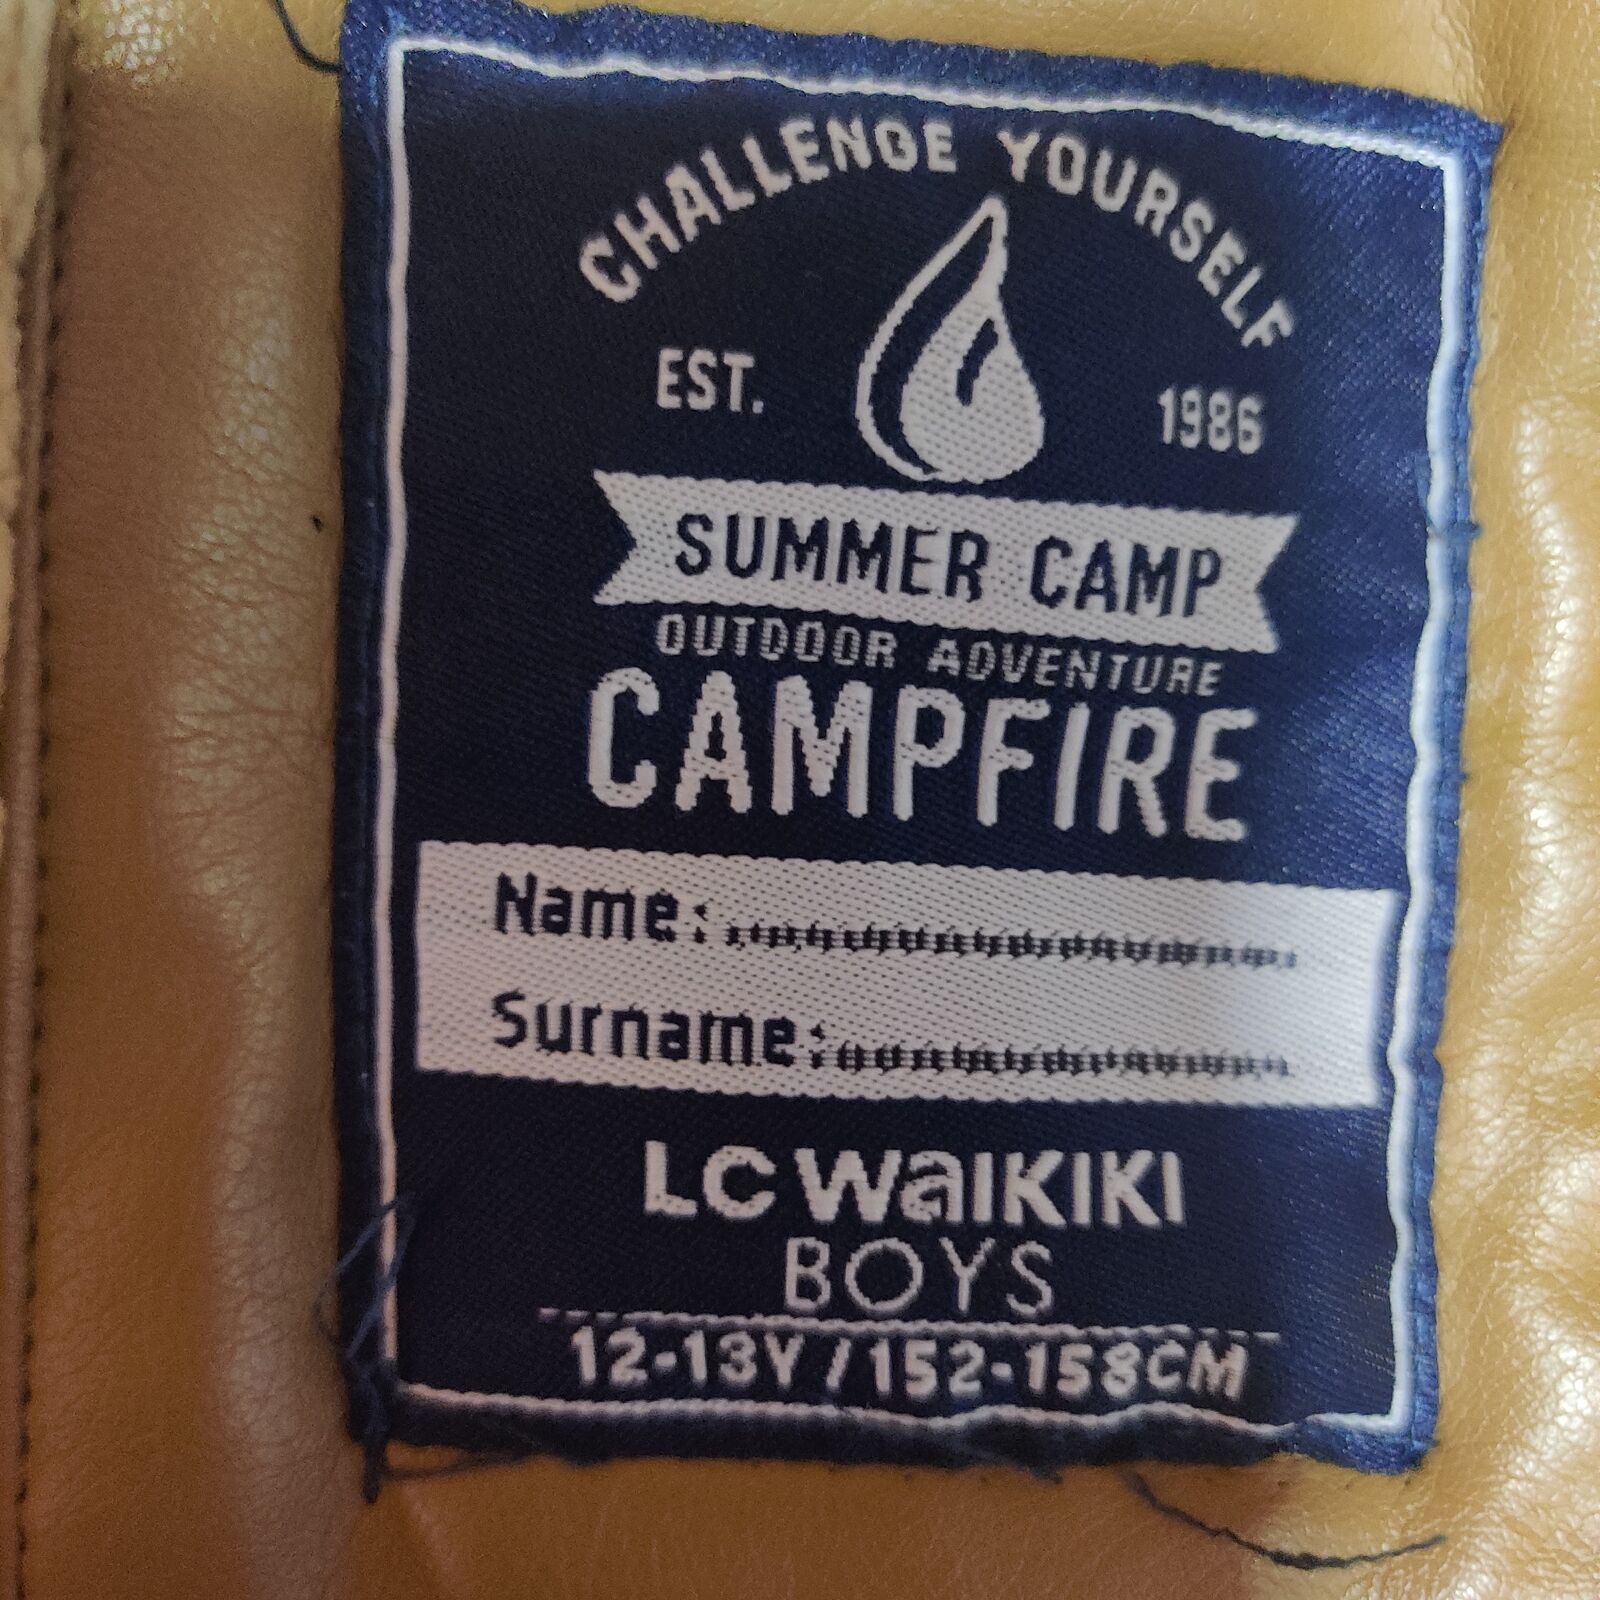 CHALLENGE YOURSELF
EST. 1986
SUMMER CAMP
OUTDOOR ADVENTURE
CAMPFIRE
Name:................................
Surname:................................
LC WAIKIKI
BOYS
12-13Y / 152-158CM